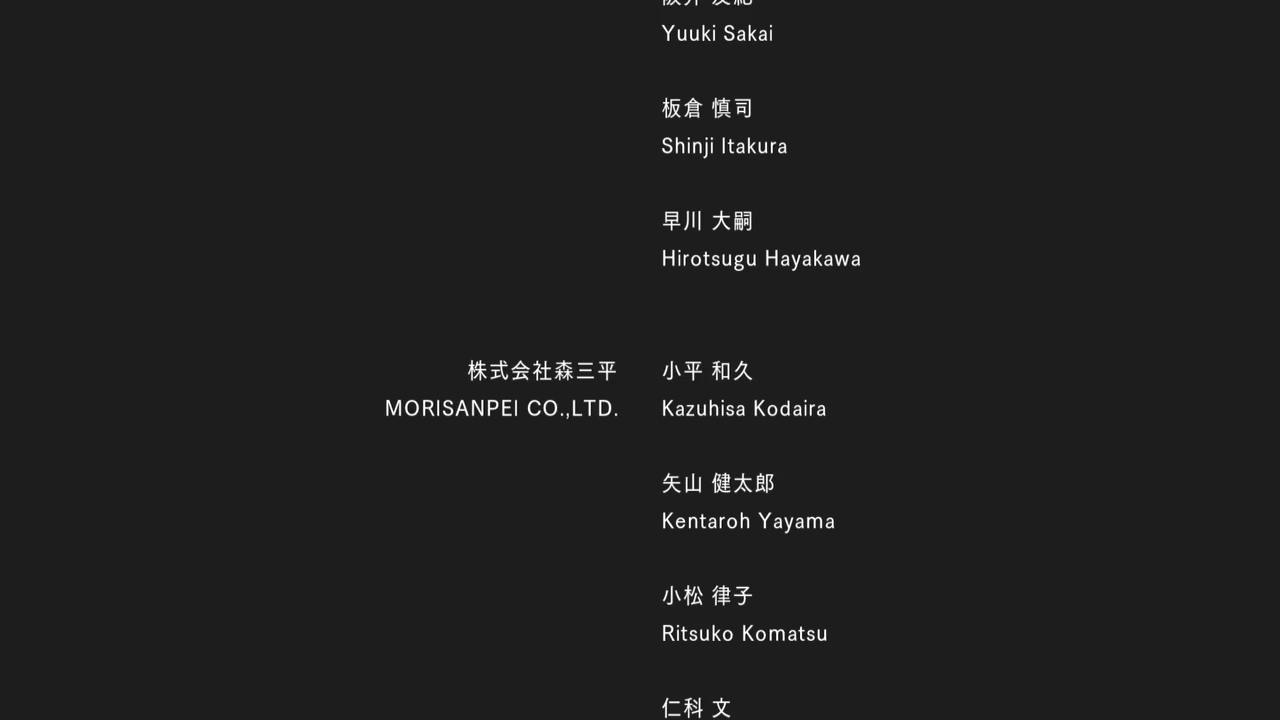 Yuuki Sakai
板倉 慎司
Shinji Itakura
早川 大嗣
Hirotsugu Hayakawa
株式会社森三平 小平 和久
MORISANPEI CO.,LTD. Kazuhisa Kodaira
矢山 健太郎
Kentaroh Yayama
小松 律子
Ritsuko Komatsu
仁科 文